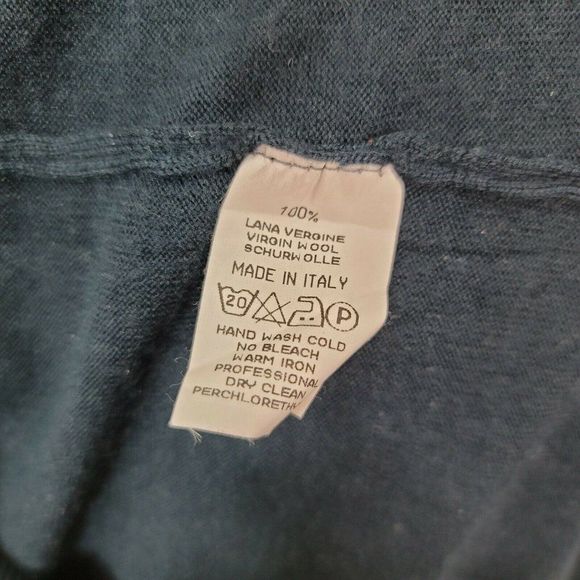 100%
LANA VERGINE
VIRGIN WOOL
SCHURWOLLE
MADE IN ITALY
20 P
HAND WASH COLD
NO BLEACH
WARM IRON
PROFESSIONAL
DRY CLEAN
PERCHLORETH